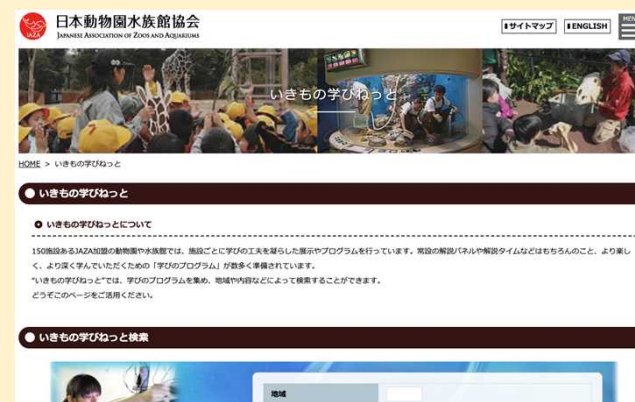 日本動物園水族館協会
JAPANESE ASSOCIATION OF ZOOS AND AQUARIUMS
JAZA
サイトマップ
ENGLISH
MENU
いきもの学びねっと
HOME > いきもの学びねっと
いきもの学びねっと
いきもの学びねっとについて
150施設あるJAZA加盟の動物園や水族館では、施設ごとに学びの工夫を凝らした展示やプログラムを行っています。常設の解説パネルや解説タイムなどはもちろんのこと、より楽し
く、より深く学んでいただくための「学びのプログラム」が数多く準備されています。
"いきもの学びねっと"では、学びのプログラムを集め、地域や内容などによって検索することができます。
どうぞこのページをご活用ください。
いきもの学びねっと検索
地域